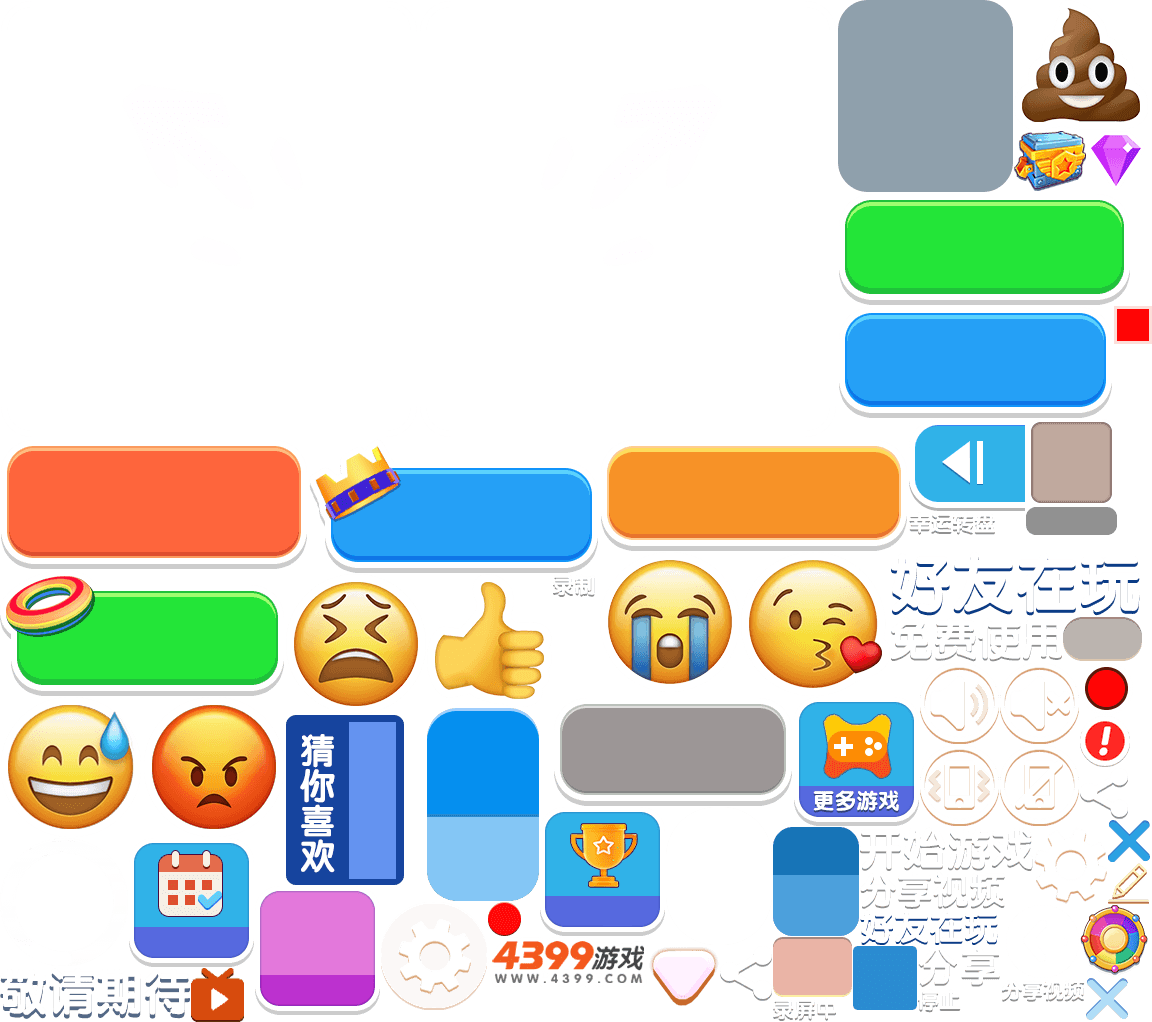 幸运转盘
录制
好友在玩
免费使用
猜你喜欢
更多游戏
开始游戏
分享视频
好友在玩
4399游戏
WWW.4399.COM
分享
敬请期待
分享视频
停止
录屏中